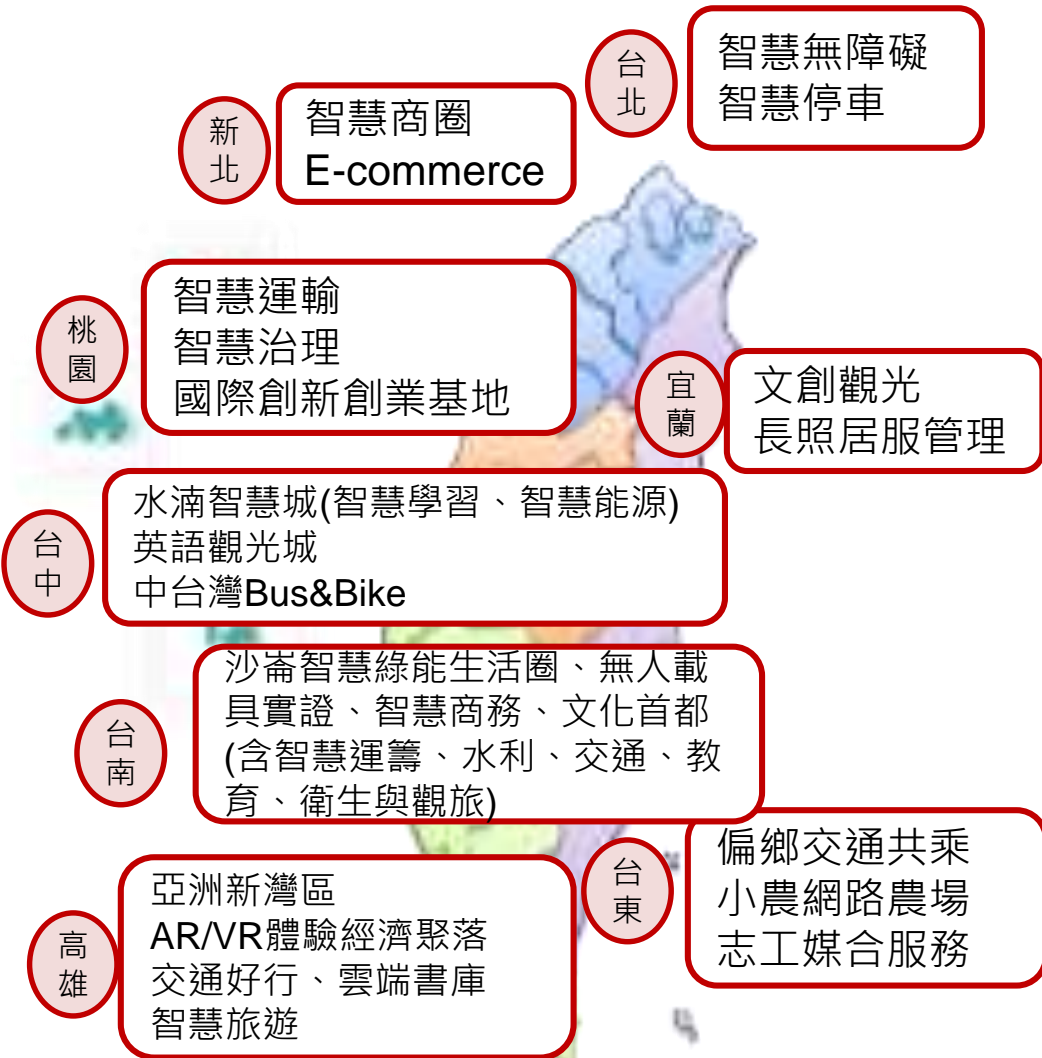 台
北
智慧無障礙
智慧停車
新
北
智慧商圈
E-commerce
桃
園
智慧運輸
智慧治理
國際創新創業基地
宜
蘭
文創觀光
長照居服管理
台
中
水湳智慧城(智慧學習、智慧能源)
英語觀光城
中台灣Bus&Bike
台
南
沙崙智慧綠能生活圈、無人載
具實證、智慧商務、文化首都
(含智慧運籌、水利、交通、教
育、衛生與觀旅)
台
東
偏鄉交通共乘
小農網路農場
志工媒合服務
高
雄
亞洲新灣區
AR/VR體驗經濟聚落
交通好行、雲端書庫
智慧旅遊